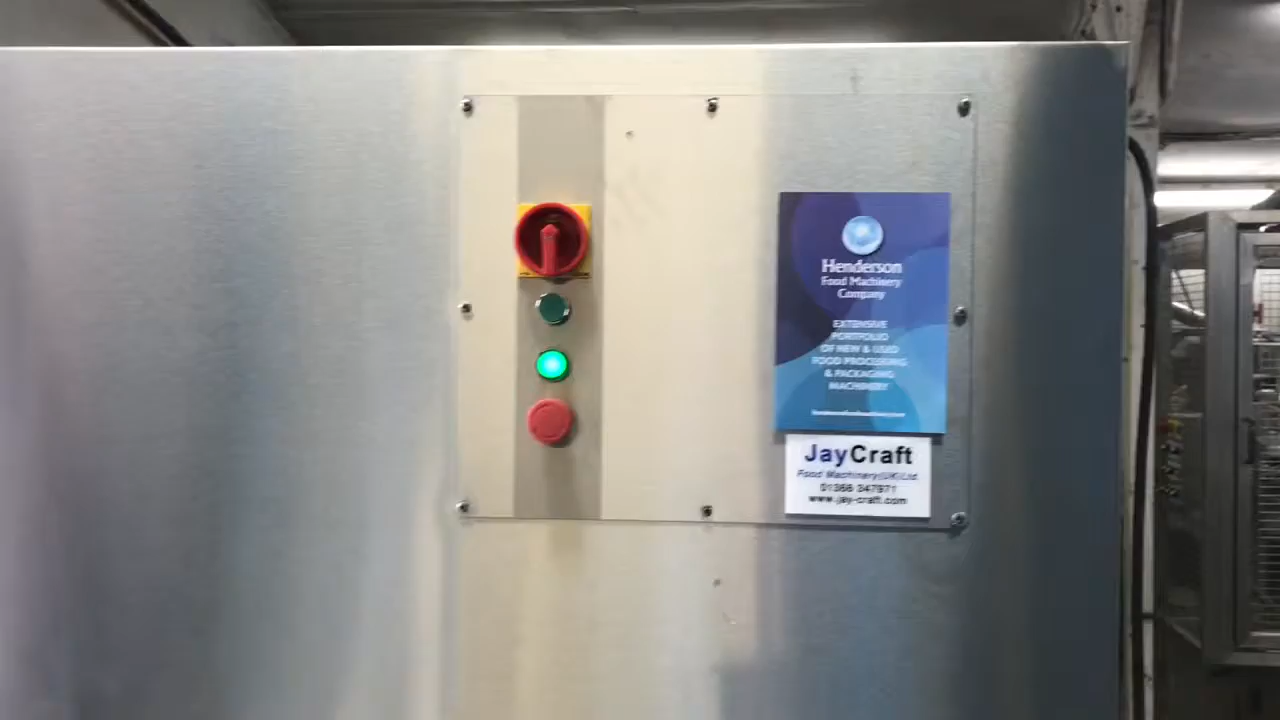 Henderson
Food Machinery
Company
EXTENSIVE
PORTFOLIO
OF NEW & USED
FOOD PROCESSING
& PACKAGING
MACHINERY
JayCraft
Food Machinery(UK)Ltd
01366 347971
www.jay-craft.com